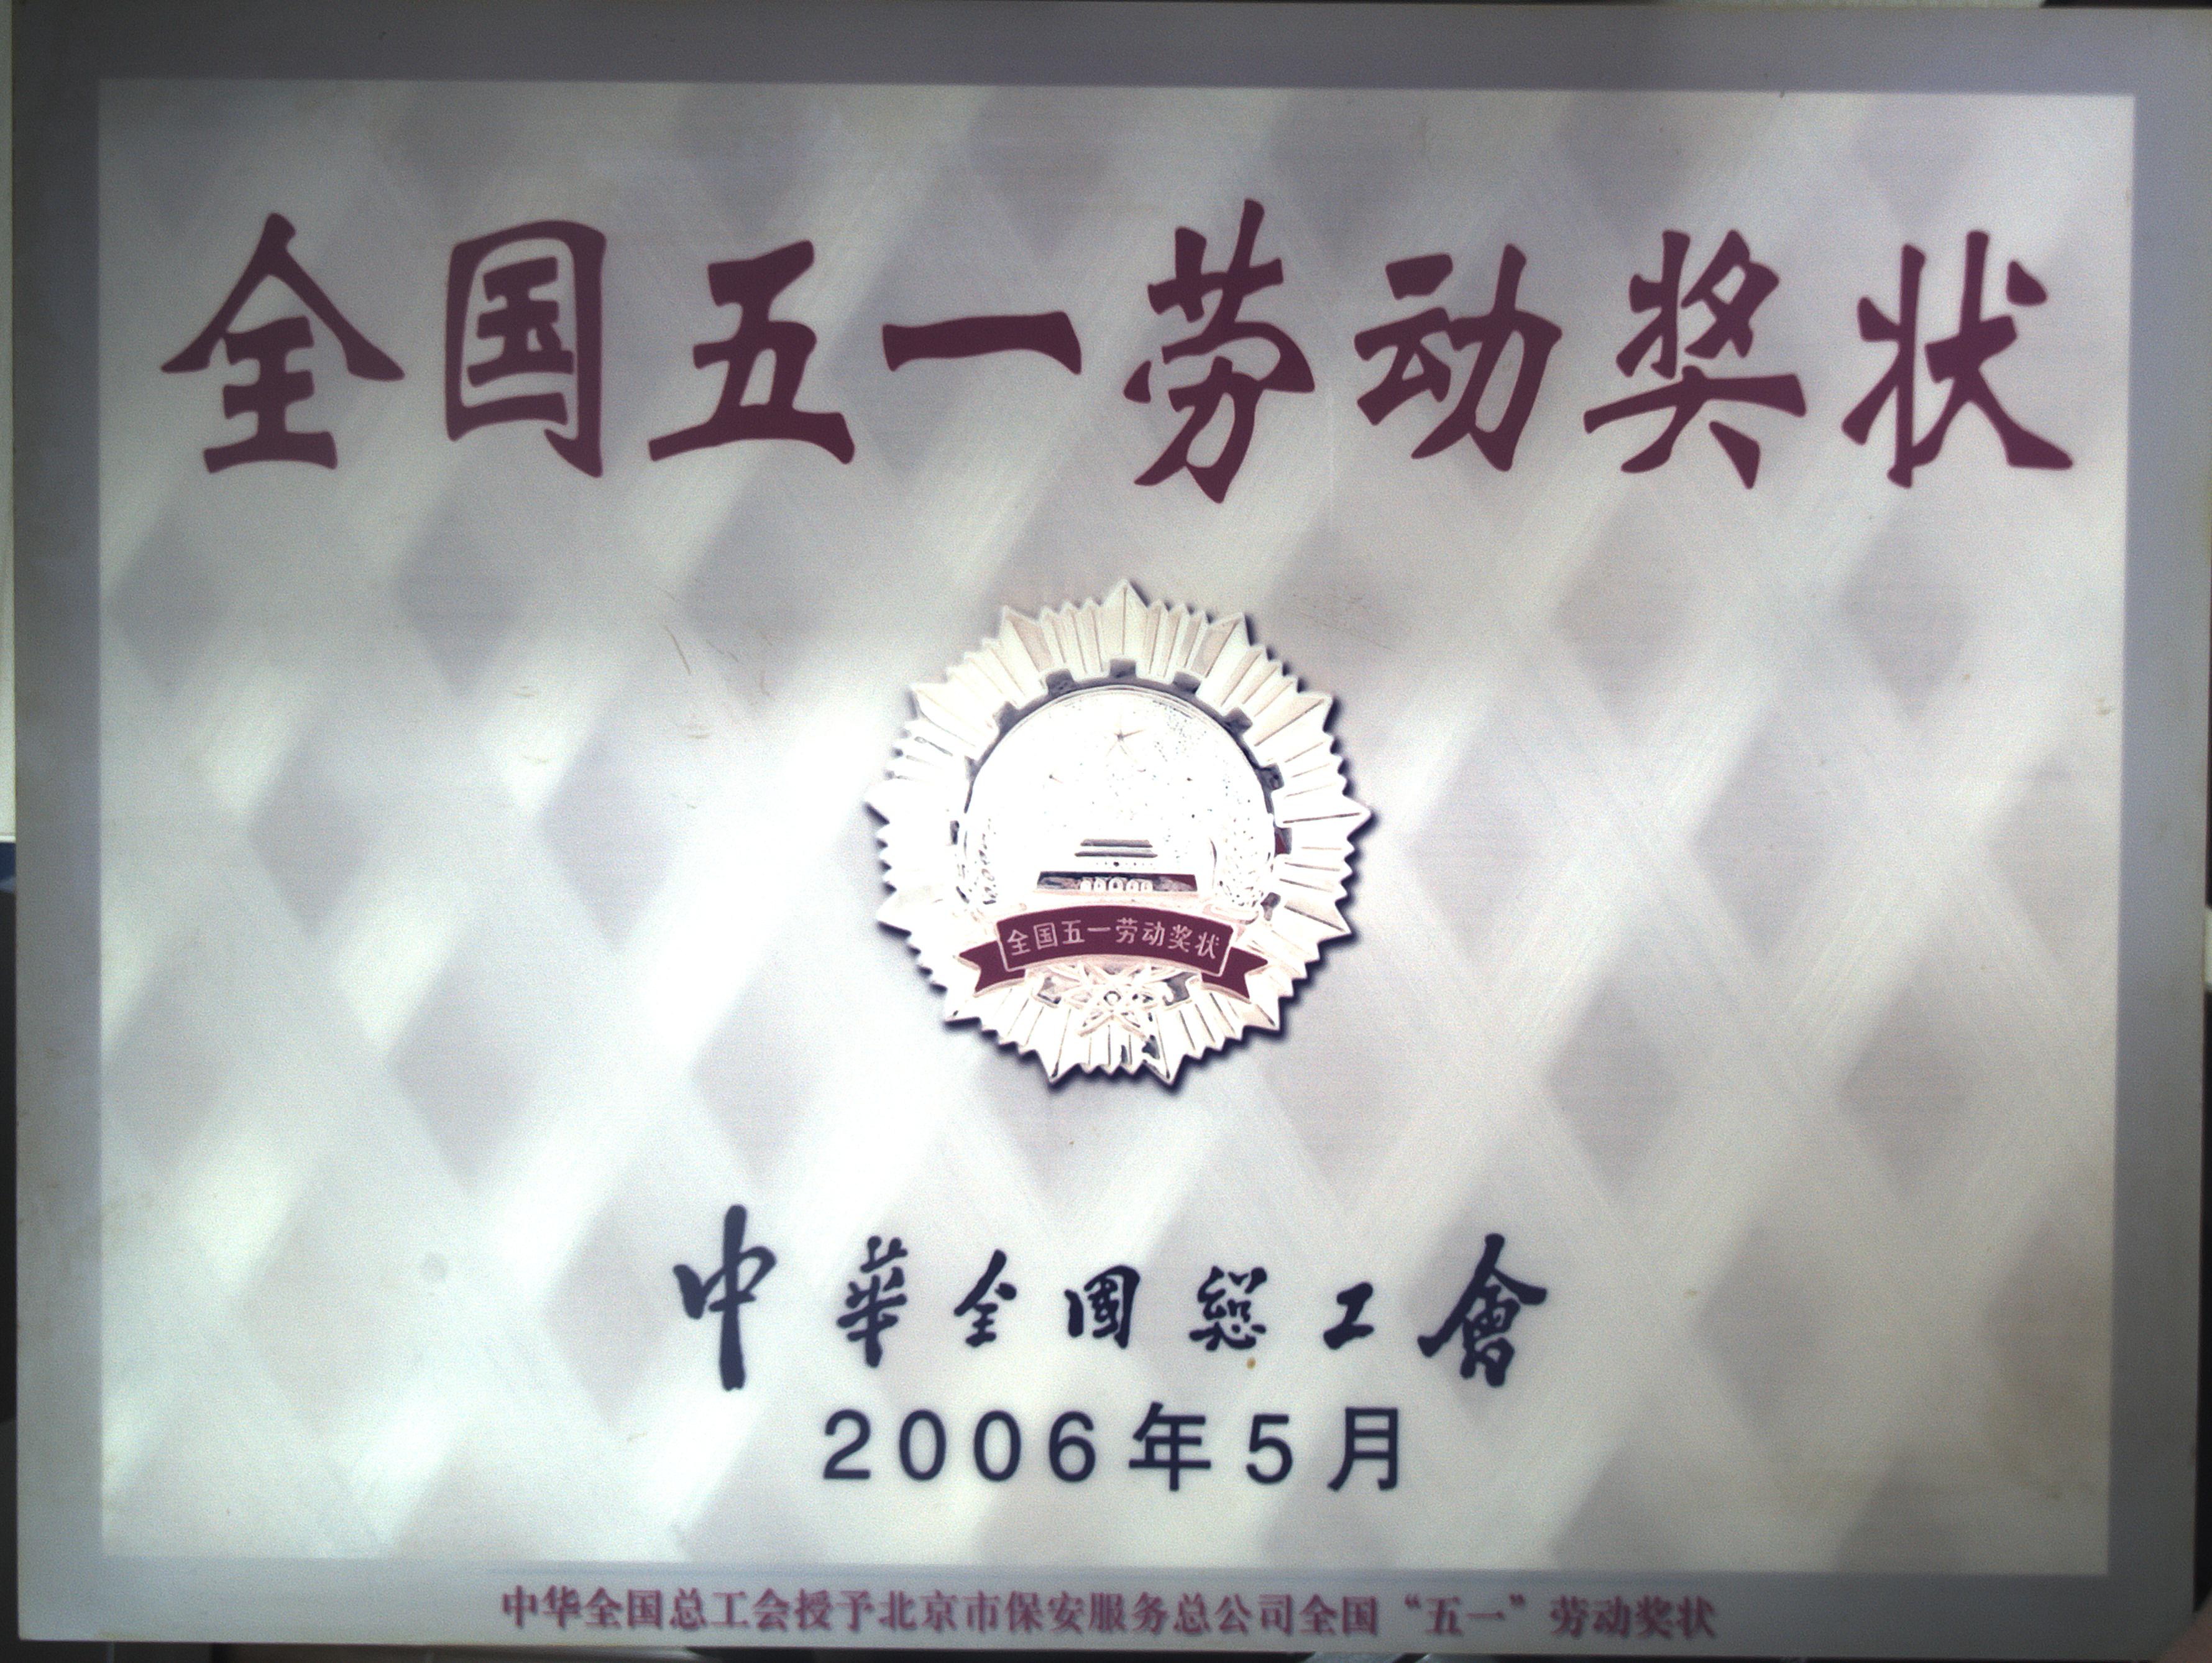 全国五一劳动奖状
全国五一劳动奖状
中華全國總工會
2006年5月
中华全国总工会授予北京市保安服务总公司全国“五一”劳动奖状